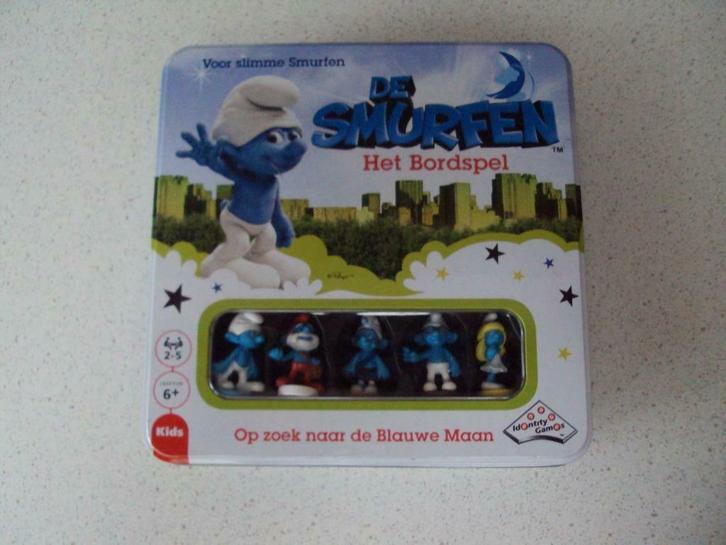 Voor slimme Smurfen
DE
SMURFEN
TM
Het Bordspel
2-5
6+
Kids
Op zoek naar de Blauwe Maan
Identity
Games